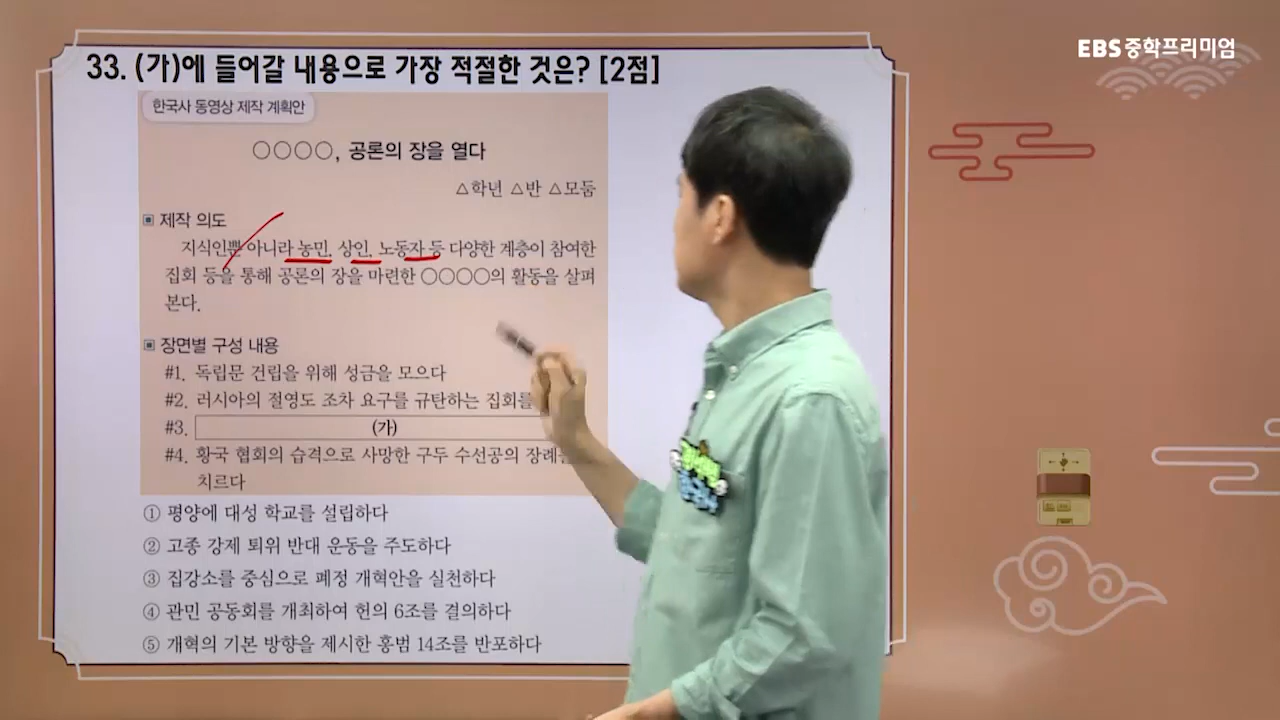 EBS 중학프리미엄
33. (가)에 들어갈 내용으로 가장 적절한 것은? [2점]
한국사 동영상 제작 계획안
○○○○, 공론의 장을 열다
△학년 △반 △모둠
▣ 제작 의도
지식인뿐 아니라 농민, 상인, 노동자 등 다양한 계층이 참여한
집회 등을 통해 공론의 장을 마련한 ○○○○의 활동을 살펴
본다.
▣ 장면별 구성 내용
#1. 독립문 건립을 위해 성금을 모으다
#2. 러시아의 절영도 조차 요구를 규탄하는 집회를
#3. (가)
#4. 황국 협회의 습격으로 사망한 구두 수선공의 장례
치르다
① 평양에 대성 학교를 설립하다
② 고종 강제 퇴위 반대 운동을 주도하다
③ 집강소를 중심으로 폐정 개혁안을 실천하다
④ 관민 공동회를 개최하여 헌의 6조를 결의하다
⑤ 개혁의 기본 방향을 제시한 홍범 14조를 반포하다